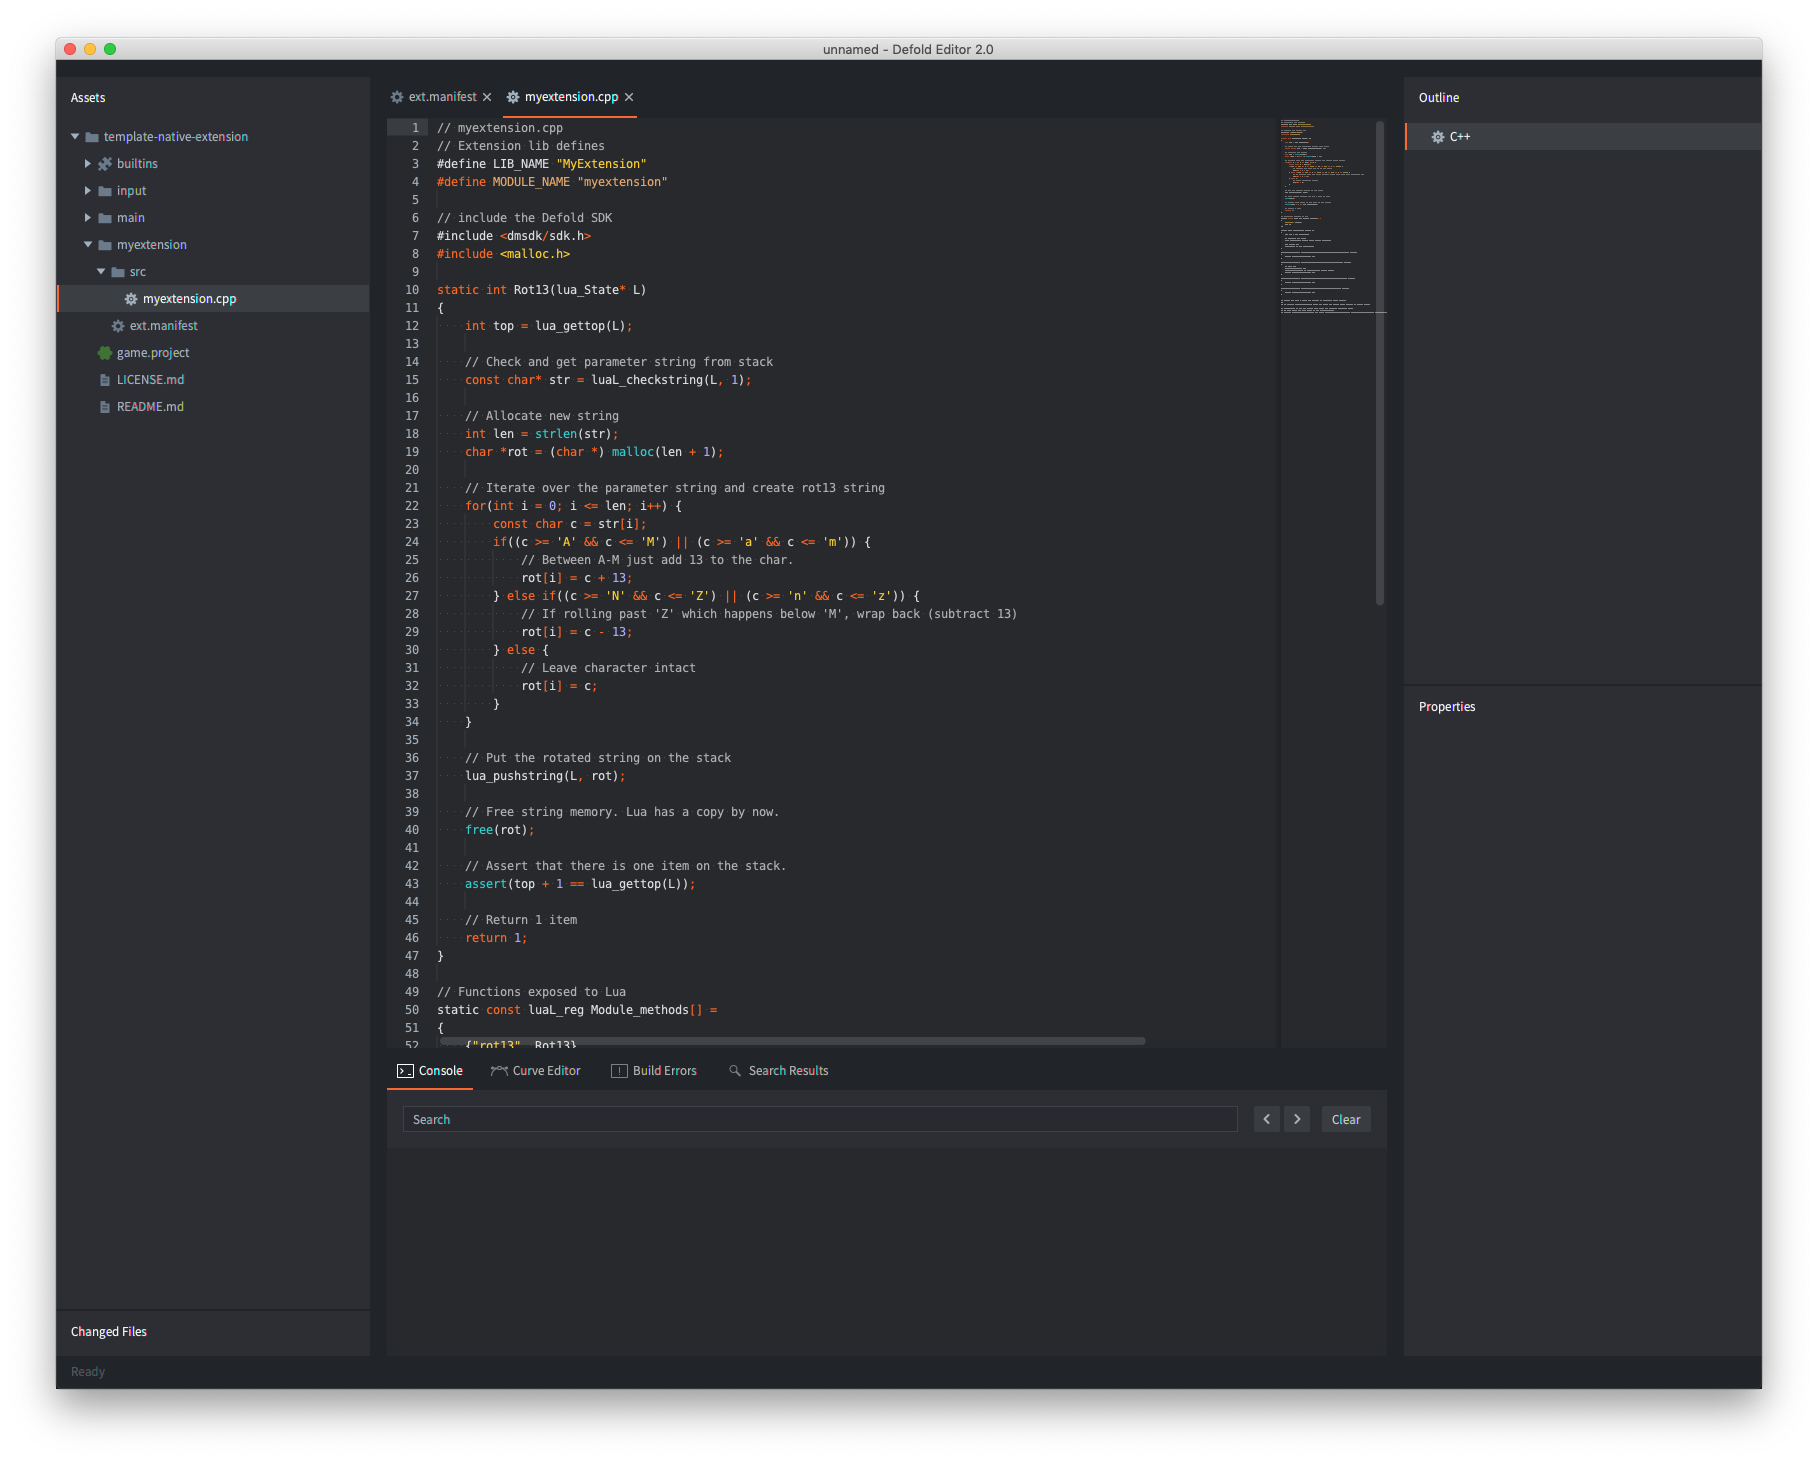 unnamed - Defold Editor 2.0
Assets
template-native-extension
builtins
input
main
myextension
src
myextension.cpp
ext.manifest
game.project
LICENSE.md
README.md
Changed Files
Ready
ext.manifest
myextension.cpp
1 // myextension.cpp
2 // Extension lib defines
3 #define LIB_NAME "MyExtension"
4 #define MODULE_NAME "myextension"
5
6 // include the Defold SDK
7 #include <dmsdk/sdk.h>
8 #include <malloc.h>
9
10 static int Rot13(lua_State* L)
11 {
12     int top = lua_gettop(L);
13
14     // Check and get parameter string from stack
15     const char* str = luaL_checkstring(L, 1);
16
17     // Allocate new string
18     int len = strlen(str);
19     char *rot = (char *) malloc(len + 1);
20
21     // Iterate over the parameter string and create rot13 string
22     for(int i = 0; i <= len; i++) {
23         const char c = str[i];
24         if((c >= 'A' && c <= 'M') || (c >= 'a' && c <= 'm')) {
25             // Between A-M just add 13 to the char.
26             rot[i] = c + 13;
27         } else if((c >= 'N' && c <= 'Z') || (c >= 'n' && c <= 'z')) {
28             // If rolling past 'Z' which happens below 'M', wrap back (subtract 13)
29             rot[i] = c - 13;
30         } else {
31             // Leave character intact
32             rot[i] = c;
33         }
34     }
35
36     // Put the rotated string on the stack
37     lua_pushstring(L, rot);
38
39     // Free string memory. Lua has a copy by now.
40     free(rot);
41
42     // Assert that there is one item on the stack.
43     assert(top + 1 == lua_gettop(L));
44
45     // Return 1 item
46     return 1;
47 }
48
49 // Functions exposed to Lua
50 static const luaL_reg Module_methods[] =
51 {
52     {"rot13", Rot13}
Console
Curve Editor
Build Errors
Search Results
Search
Clear
Outline
C++
Properties